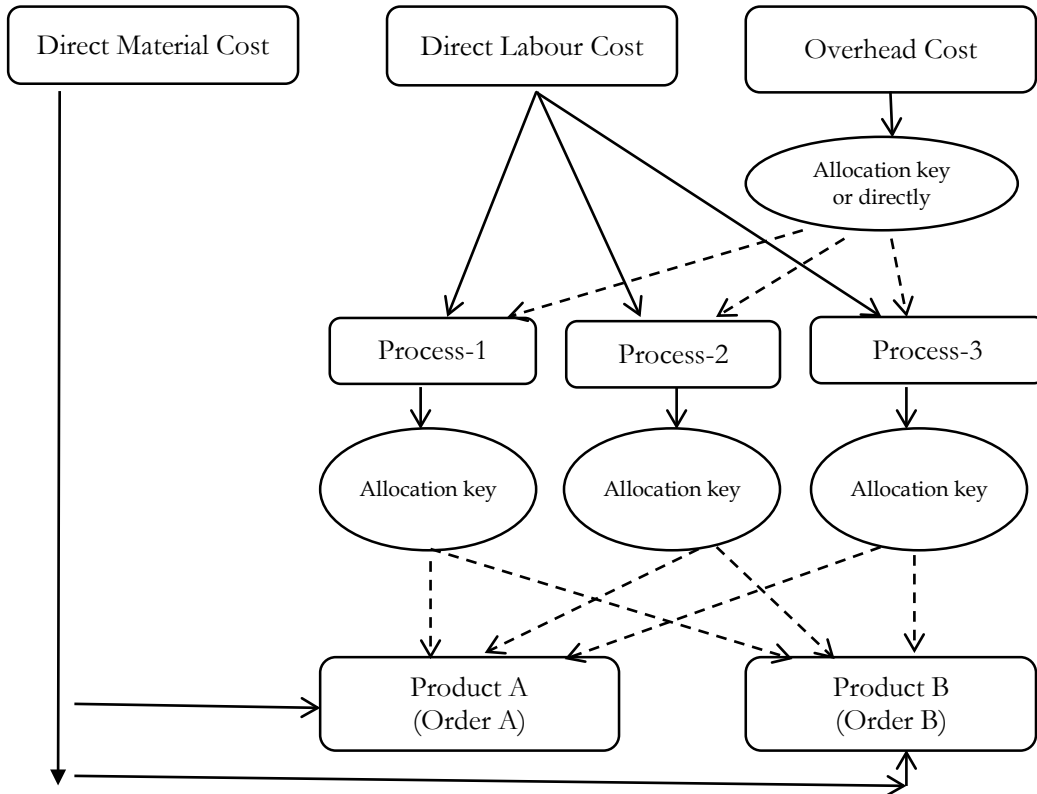 Direct Material Cost
Direct Labour Cost
Overhead Cost
Allocation key
or directly
Process-1
Process-2
Process-3
Allocation key
Allocation key
Allocation key
Product A
(Order A)
Product B
(Order B)